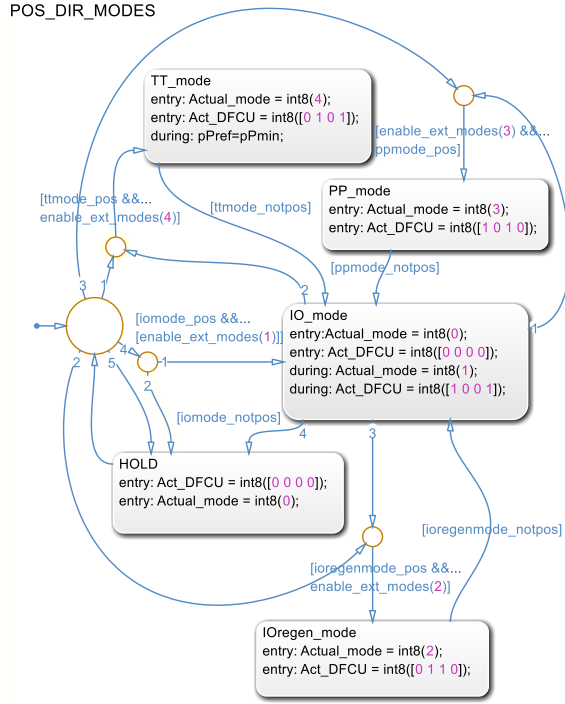 POS_DIR_MODES
TT_mode
entry: Actual_mode = int8(4);
entry: Act_DFCU = int8([0 1 0 1]);
during: pPref=pPmin;
[enable_ext_modes(3) &&...
ppmode_pos]
PP_mode
entry: Actual_mode = int8(3);
entry: Act_DFCU = int8([1 0 1 0]);
[ttmode_pos &&...
enable_ext_modes(4)]
[ttmode_notpos]
[ppmode_notpos]
3
1
2
[iomode_pos &&...
[enable_ext_modes(1)]]
IO_mode
entry:Actual_mode = int8(0);
entry: Act_DFCU = int8([0 0 0 0]);
during: Actual_mode = int8(1);
during: Act_DFCU = int8([1 0 0 1]);
1
4
1
2
5
2
[iomode_notpos]
4
3
HOLD
entry: Act_DFCU = int8([0 0 0 0]);
entry: Actual_mode = int8(0);
[ioregenmode_notpos]
[ioregenmode_pos &&...
enable_ext_modes(2)]
IOregen_mode
entry: Actual_mode = int8(2);
entry: Act_DFCU = int8([0 1 1 0]);